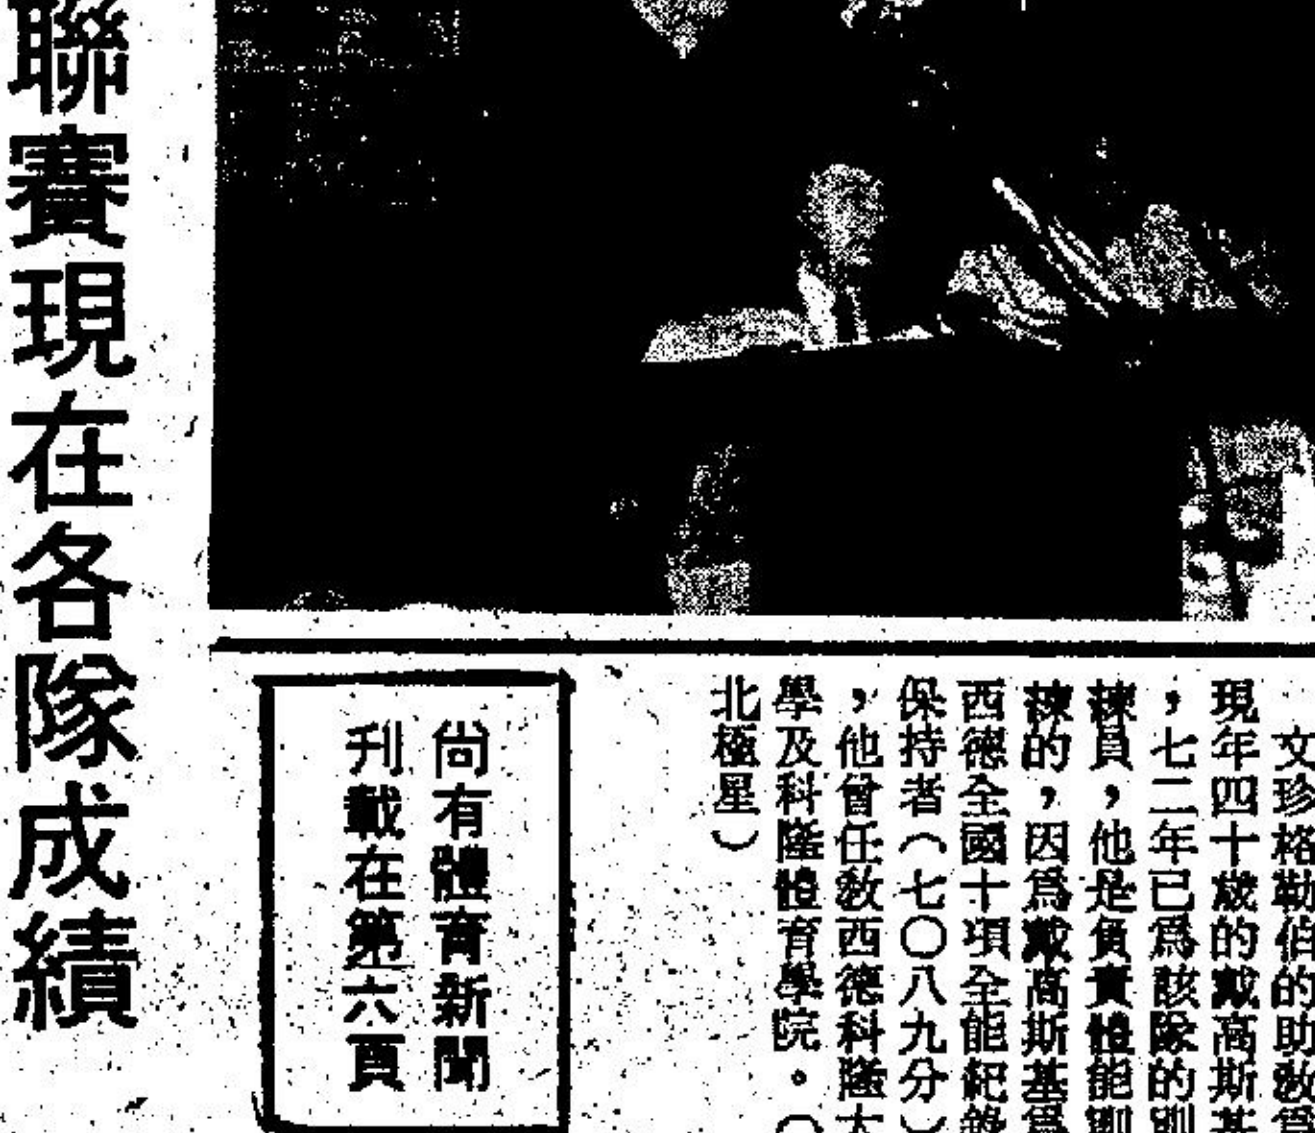 文珍格勒伯的助教爲
現年四十歲的戴高斯基
，七二年已爲該隊的訓
練員，他是負責體能訓
練的，因爲戴高斯基爲
西德全國十項全能紀錄
保持者（七〇八九分）
，他曾任教西德科隆大
學及科隆體育學院。（
北極星）
尙有體育新聞
刋載在第六頁
聯賽現在各隊成績